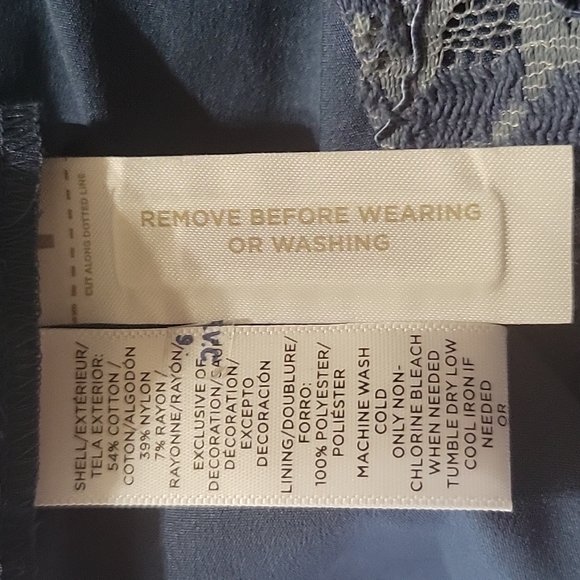 REMOVE BEFORE WEARING
OR WASHING
CUT ALONG DOTTED LINE
SHELL/EXTÉRIEUR/
TELA EXTERIOR:
54% COTTON /
COTON/ALGODÓN
39% NYLON
7% RAYON /
RAYONNE/RAYÓN/
EXCLUSIVE OF
DECORATION/SA
DÉCORATION/
EXCEPTO
DECORACIÓN
LINING/DOUBLURE/
FORRO:
100% POLYESTER/
POLIÉSTER
MACHINE WASH
COLD
ONLY NON-
CHLORINE BLEACH
WHEN NEEDED
TUMBLE DRY LOW
COOL IRON IF
NEEDED
OR